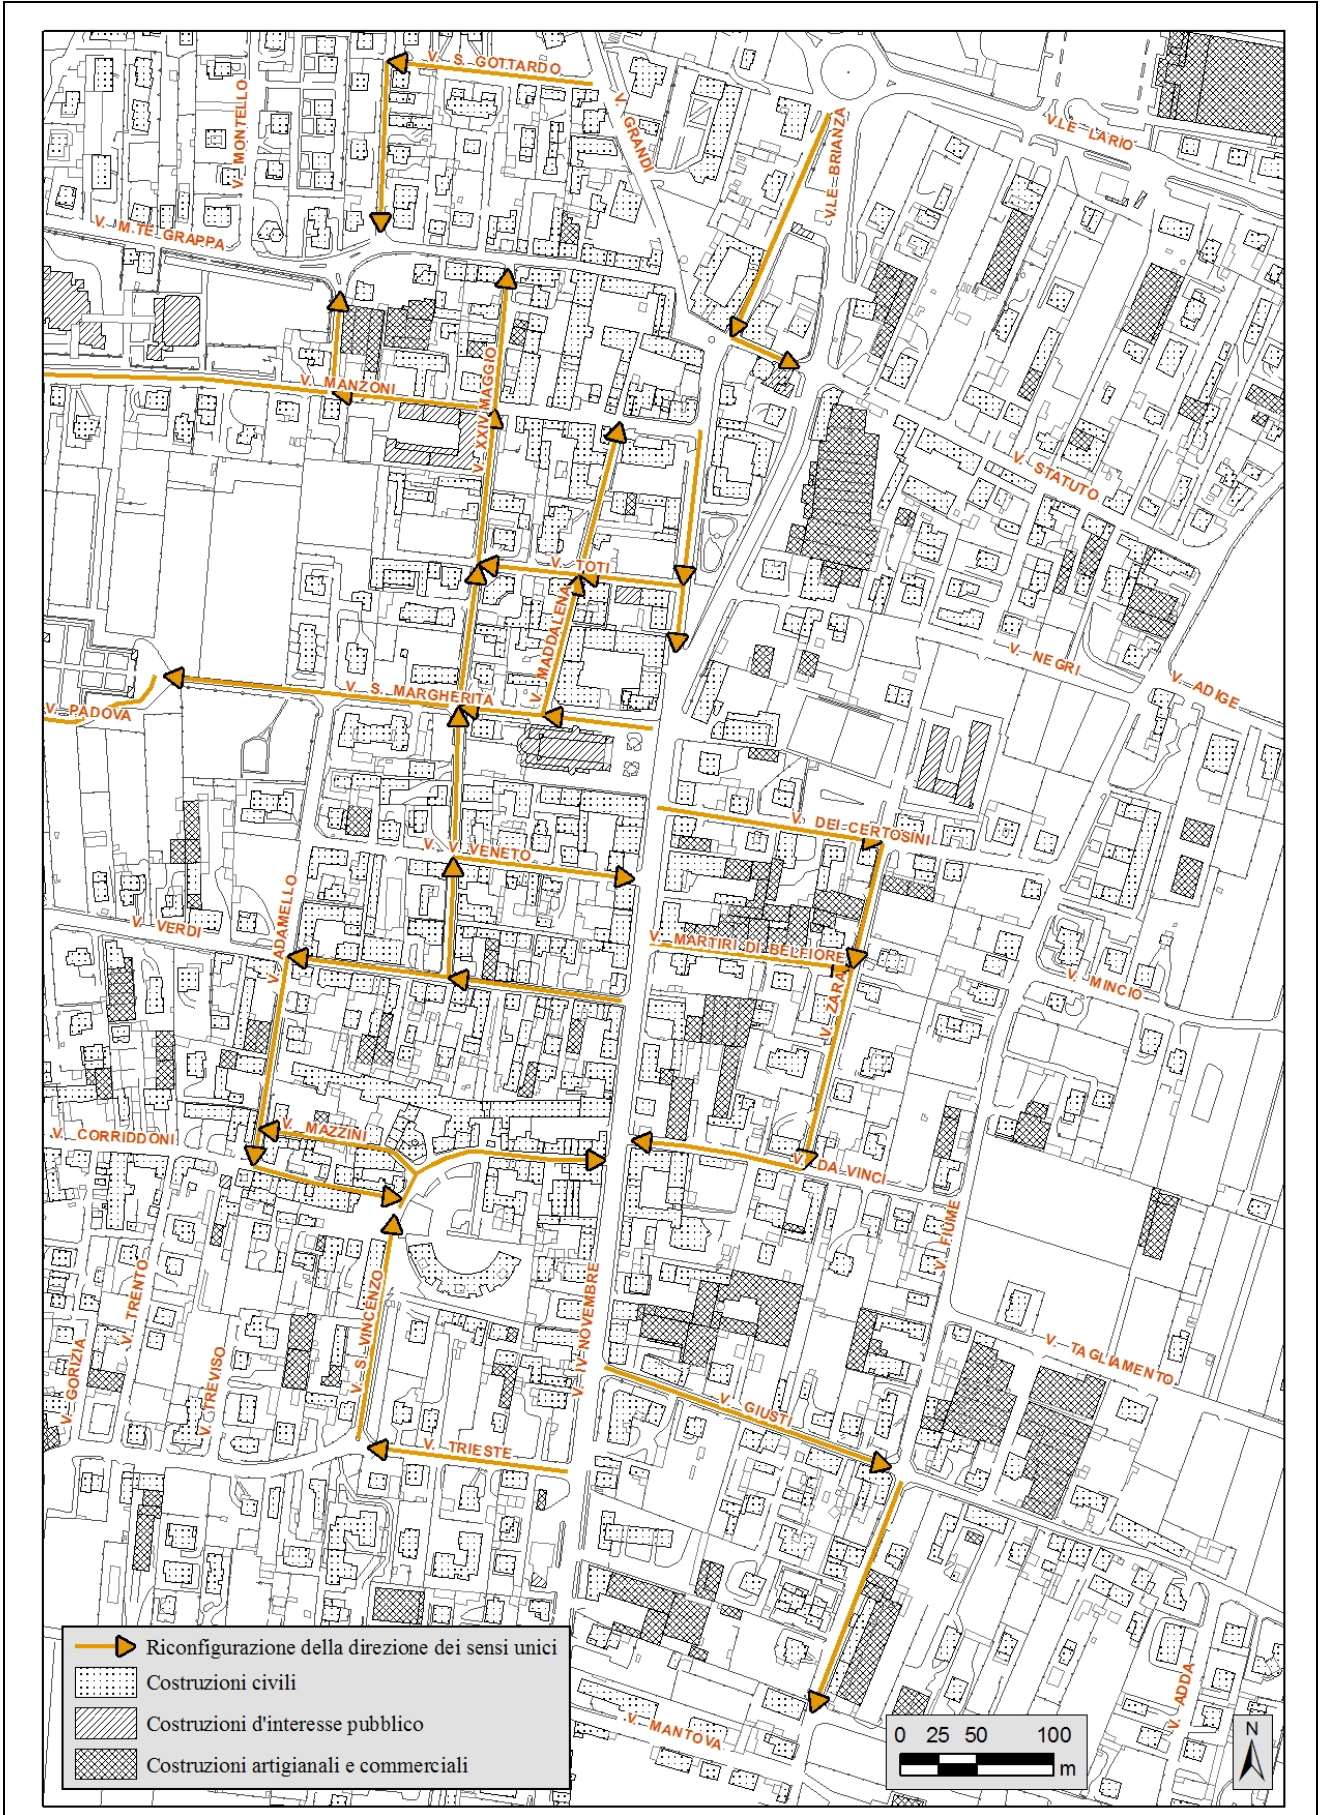 V. S. GOTTARDO
V. GRANDI
V. MONTELLO
V.LE LARIO
V.LE BRIANZA
V. M.TE GRAPPA
V. MANZONI
V. XXIV MAGGIO
V. STATUTO
V. TOTI
V. MADDALENA
V. NEGRI
V. ADIGE
V. S. MARGHERITA
V. PADOVA
V. DEI CERTOSINI
V. V. VENETO
V. ADAMELLO
V. VERDI
V. MARTIRI DI BELFIORE
V. ZARA
V. MINCIO
V. MAZZINI
V. CORRIDDONI
V. DA VINCI
V. FIUME
V. TRENTO
V. S. VINCENZO
V. IV NOVEMBRE
V. GORIZIA
V. TREVISO
V. TAGLIAMENTO
V. GIUSTI
V. TRIESTE
V. ADDA
V. MANTOVA
Riconfigurazione della direzione dei sensi unici
Costruzioni civili
Costruzioni d'interesse pubblico
Costruzioni artigianali e commerciali
0 25 50 100
m
N